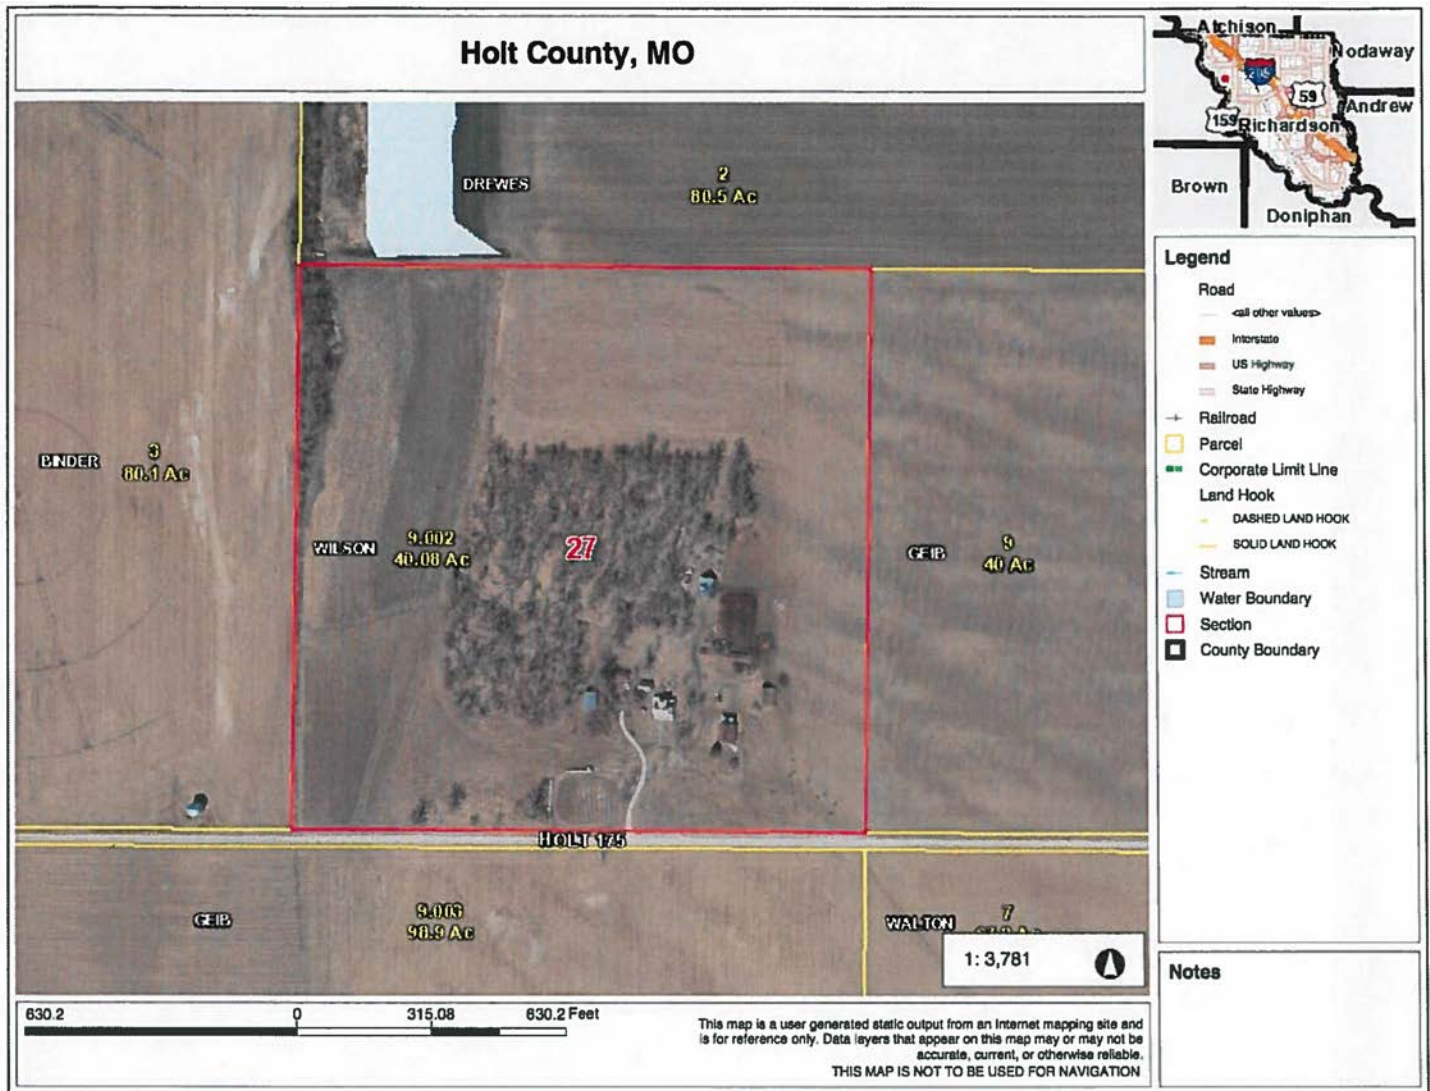 Holt County, MO
Atchison
Nodaway
59
Andrew
159
Richardson
Brown
Doniphan
DREWES
2
80.5 Ac
BINDER
3
80.1 Ac
WILSON
9.002
40.08 Ac
27
GEIB
9
40 Ac
HOLT 175
GEIB
9.003
98.9 Ac
WALTON
7
1: 3,781
Legend
Road
<all other values>
Interstate
US Highway
State Highway
Railroad
Parcel
Corporate Limit Line
Land Hook
DASHED LAND HOOK
SOLID LAND HOOK
Stream
Water Boundary
Section
County Boundary
Notes
630.2 0 315.08 630.2 Feet
This map is a user generated static output from an Internet mapping site and
is for reference only. Data layers that appear on this map may or may not be
accurate, current, or otherwise reliable.
THIS MAP IS NOT TO BE USED FOR NAVIGATION